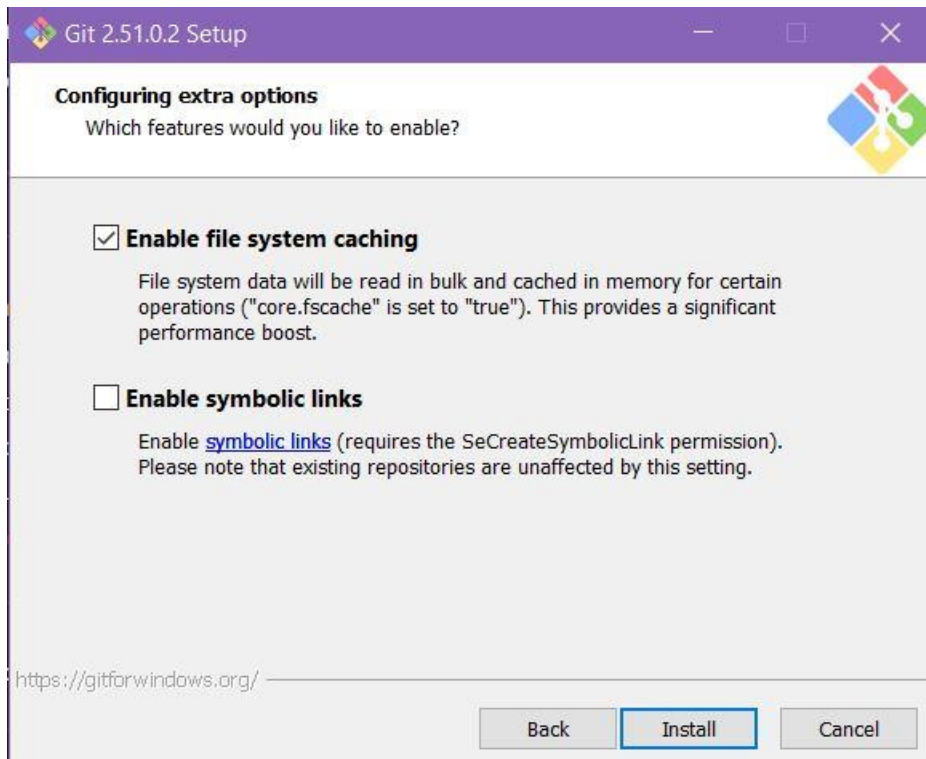 Git 2.51.0.2 Setup
Configuring extra options
Which features would you like to enable?
Enable file system caching
File system data will be read in bulk and cached in memory for certain
operations ("core.fscache" is set to "true"). This provides a significant
performance boost.
Enable symbolic links
Enable symbolic links (requires the SeCreateSymbolicLink permission).
Please note that existing repositories are unaffected by this setting.
https://gitforwindows.org/
Back Install Cancel